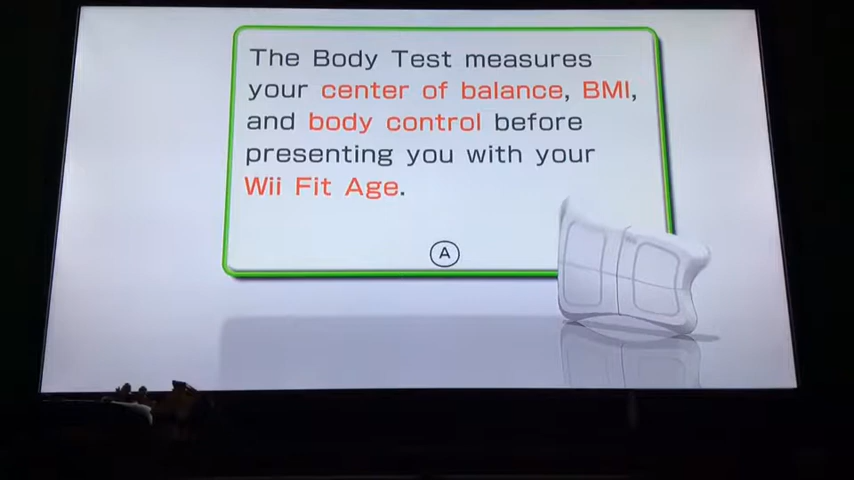 The Body Test measures
your center of balance, BMI,
and body control before
presenting you with your
Wii Fit Age.
A